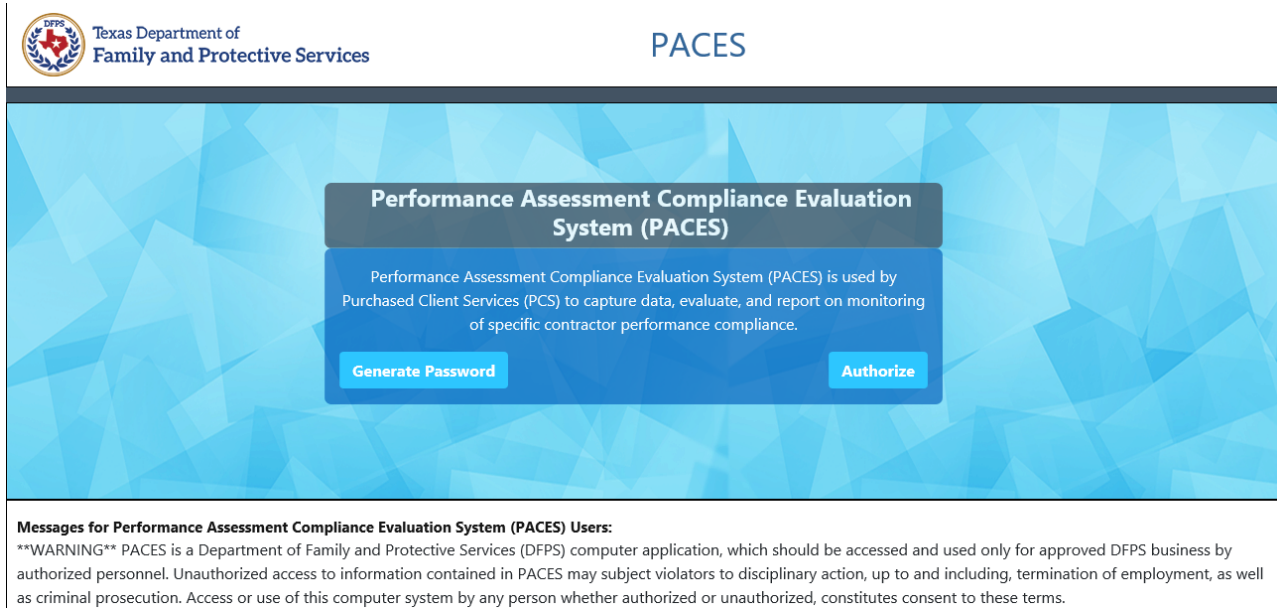 DFPS
Texas Department of
Family and Protective Services
PACES
Performance Assessment Compliance Evaluation
System (PACES)
Performance Assessment Compliance Evaluation System (PACES) is used by
Purchased Client Services (PCS) to capture data, evaluate, and report on monitoring
of specific contractor performance compliance.
Generate Password
Authorize
Messages for Performance Assessment Compliance Evaluation System (PACES) Users:
**WARNING** PACES is a Department of Family and Protective Services (DFPS) computer application, which should be accessed and used only for approved DFPS business by
authorized personnel. Unauthorized access to information contained in PACES may subject violators to disciplinary action, up to and including, termination of employment, as well
as criminal prosecution. Access or use of this computer system by any person whether authorized or unauthorized, constitutes consent to these terms.